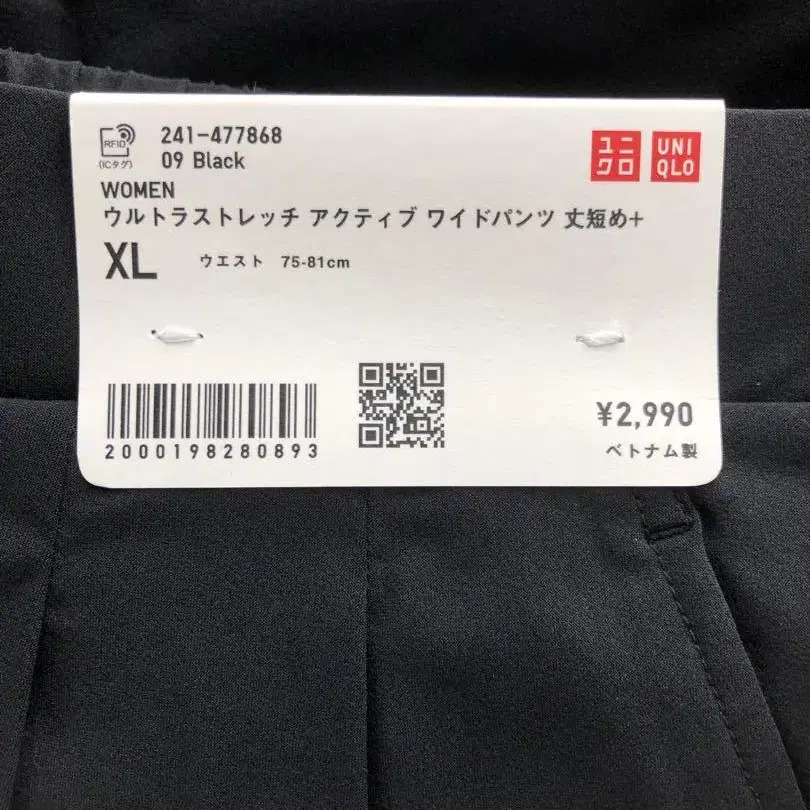 241-477868
09 Black
RFID
(ICタグ)
ユニ
クロ
UNI
QLO
WOMEN
ウルトラストレッチ アクティブ ワイドパンツ 丈短め+
XL ウエスト 75-81cm
¥2,990
2000198280893
ベトナム製